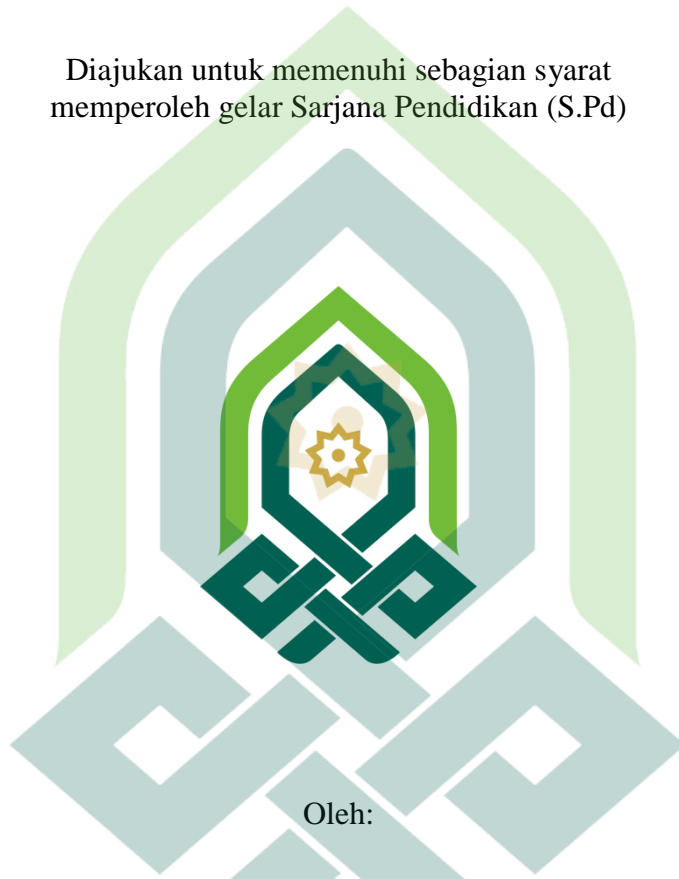 Diajukan untuk memenuhi sebagian syarat
memperoleh gelar Sarjana Pendidikan (S.Pd)
Oleh: